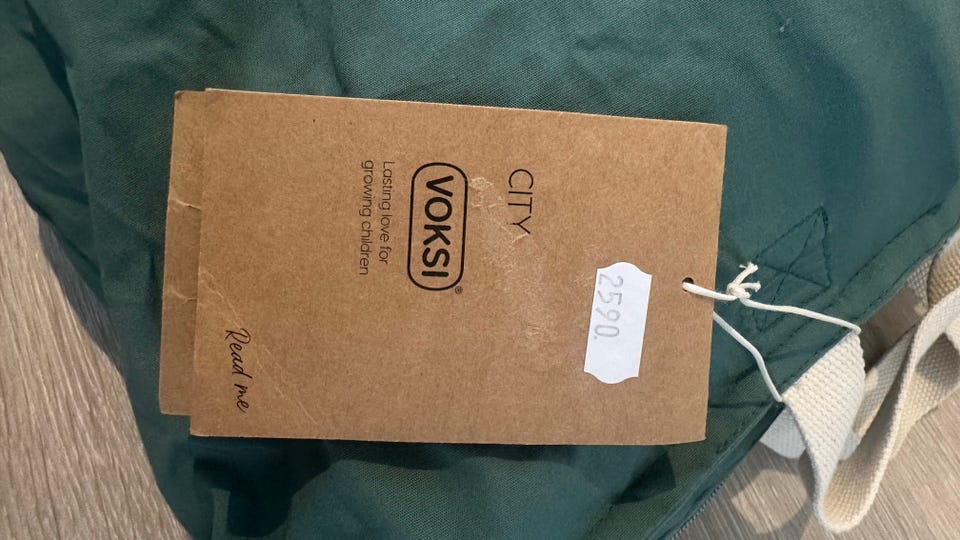 2590.
CITY
VOKSI®
Lasting love for
growing children
Read me